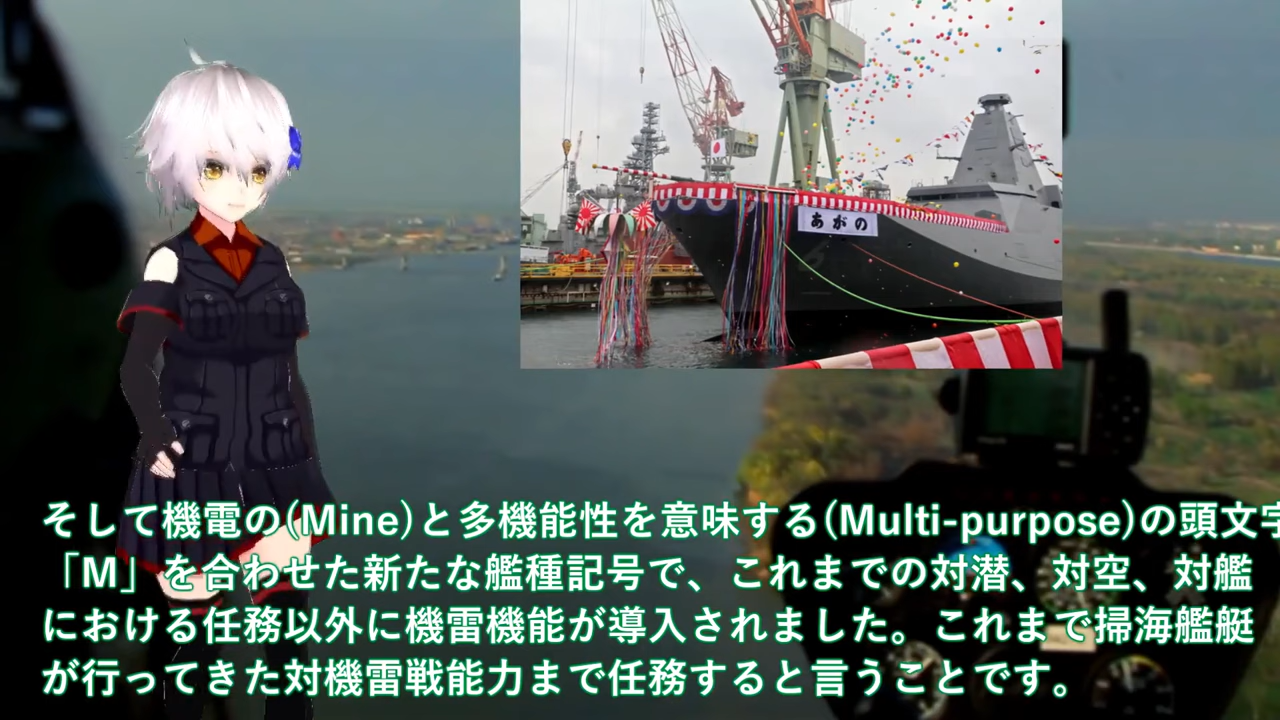 あがの
そして機電の(Mine)と多機能性を意味する(Multi-purpose)の頭文字
「M」を合わせた新たな艦種記号で、これまでの対潜、対空、対艦
における任務以外に機雷機能が導入されました。これまで掃海艦艇
が行ってきた対機雷戦能力まで任務すると言うことです。